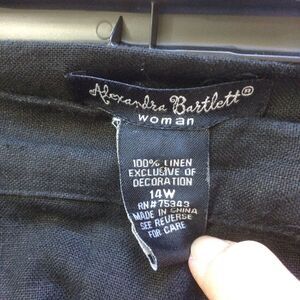 Alexandra Bartlett®
woman
100% LINEN
EXCLUSIVE OF
DECORATION
14W
RN#75343
MADE IN CHINA
SEE REVERSE
FOR CARE